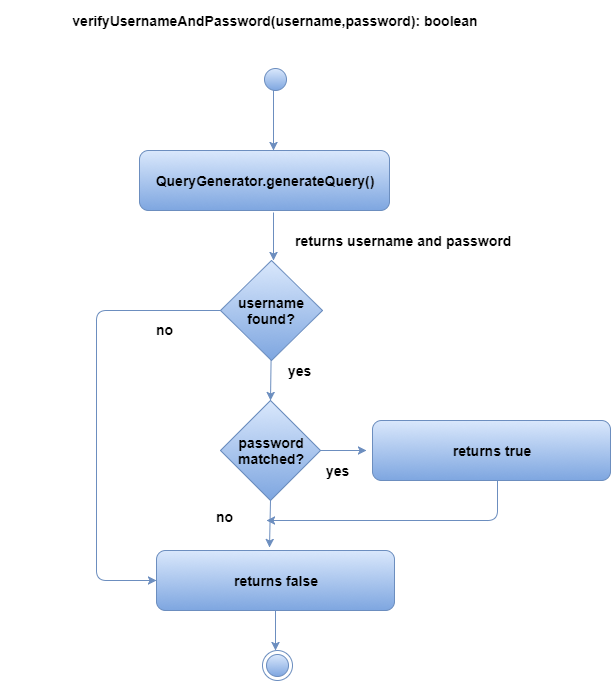 verifyUsernameAndPassword(username,password): boolean
QueryGenerator.generateQuery()
returns username and password
username
found?
no
yes
password
matched?
yes
returns true
no
returns false